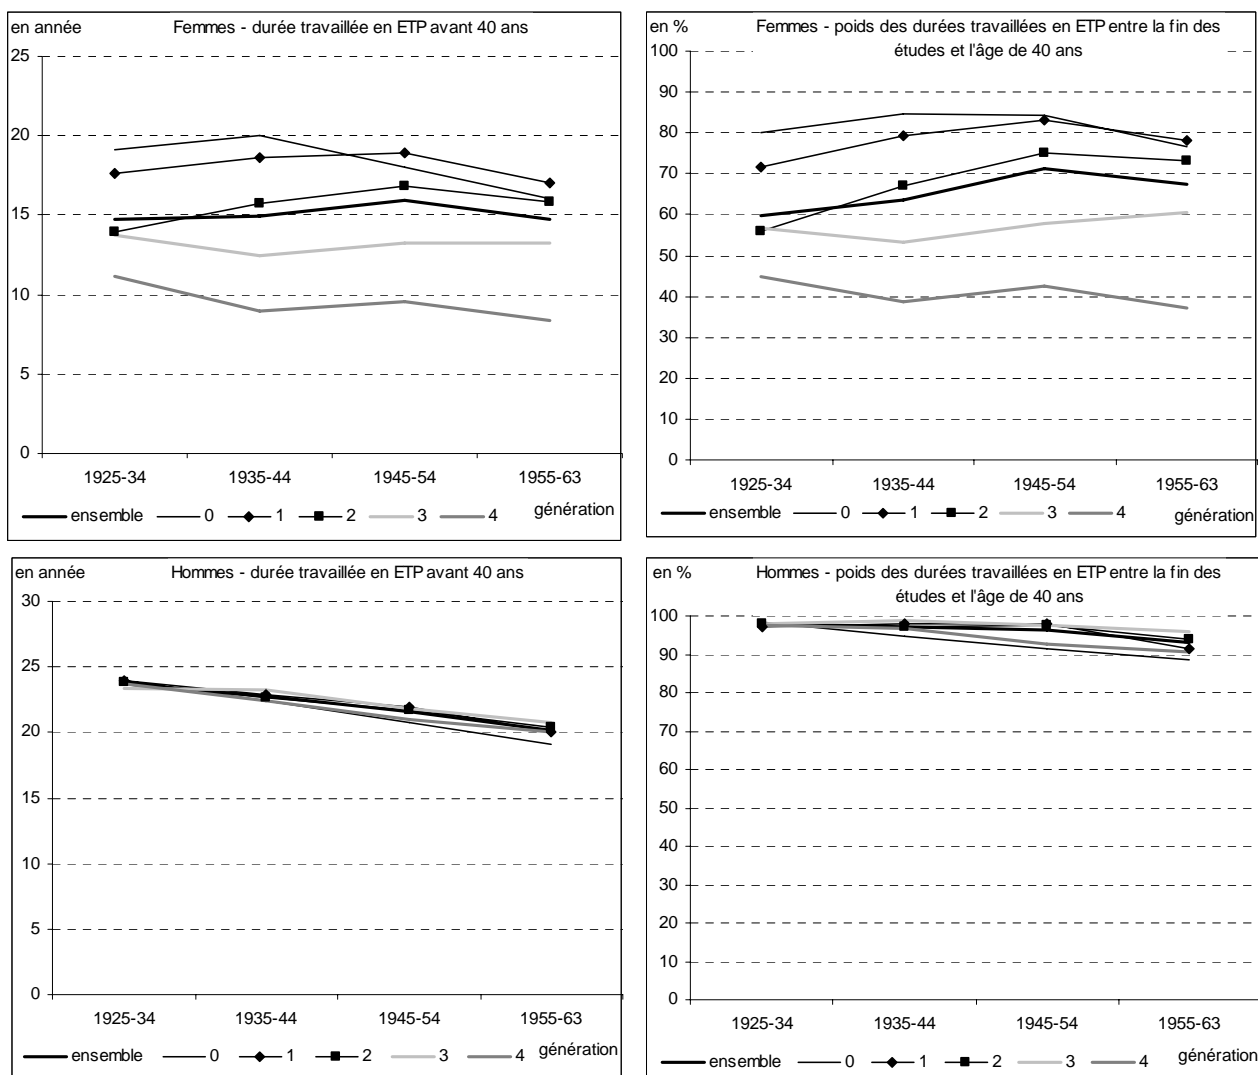 en année
Femmes - durée travaillée en ETP avant 40 ans
25
20
15
10
5
0
1925-34 1935-44 1945-54 1955-63
ensemble 0 1 2 3 4 génération
en %
Femmes - poids des durées travaillées en ETP entre la fin des
études et l'âge de 40 ans
100
90
80
70
60
50
40
30
20
10
0
1925-34 1935-44 1945-54 1955-63
ensemble 0 1 2 3 4 génération
en année
Hommes - durée travaillée en ETP avant 40 ans
30
25
20
15
10
5
0
1925-34 1935-44 1945-54 1955-63
ensemble 0 1 2 3 4 génération
en %
Hommes - poids des durées travaillées en ETP entre la fin des
études et l'âge de 40 ans
100
90
80
70
60
50
40
30
20
10
0
1925-34 1935-44 1945-54 1955-63
ensemble 0 1 2 3 4 génération